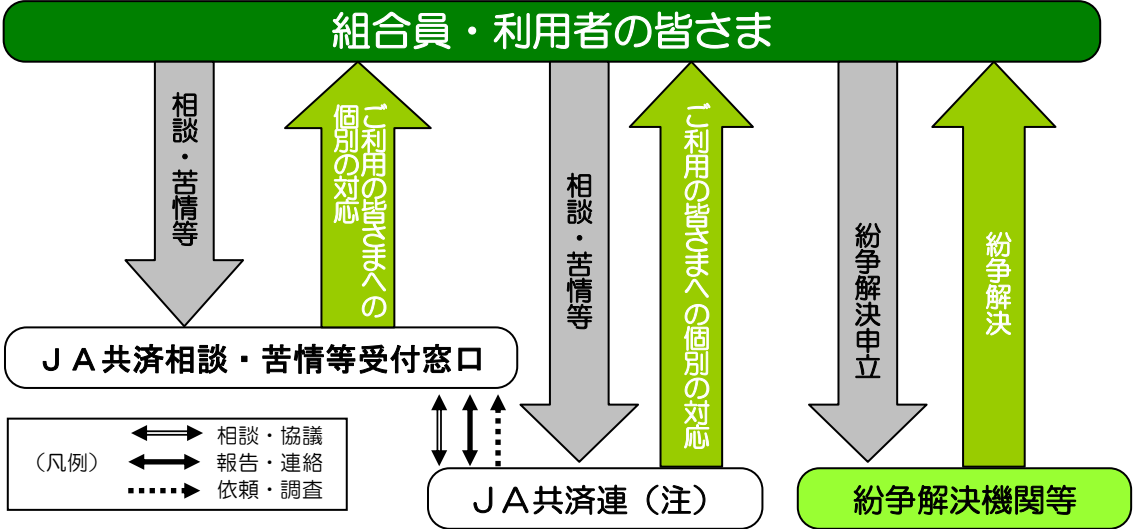 組合員・利用者の皆さま
相談・苦情等
ご利用の皆さまへの
個別の対応
相談・苦情等
ご利用の皆さまへの個別の対応
紛争解決申立
紛争解決
ＪＡ共済相談・苦情等受付窓口
（凡例）
相談・協議
報告・連絡
依頼・調査
ＪＡ共済連（注）
紛争解決機関等